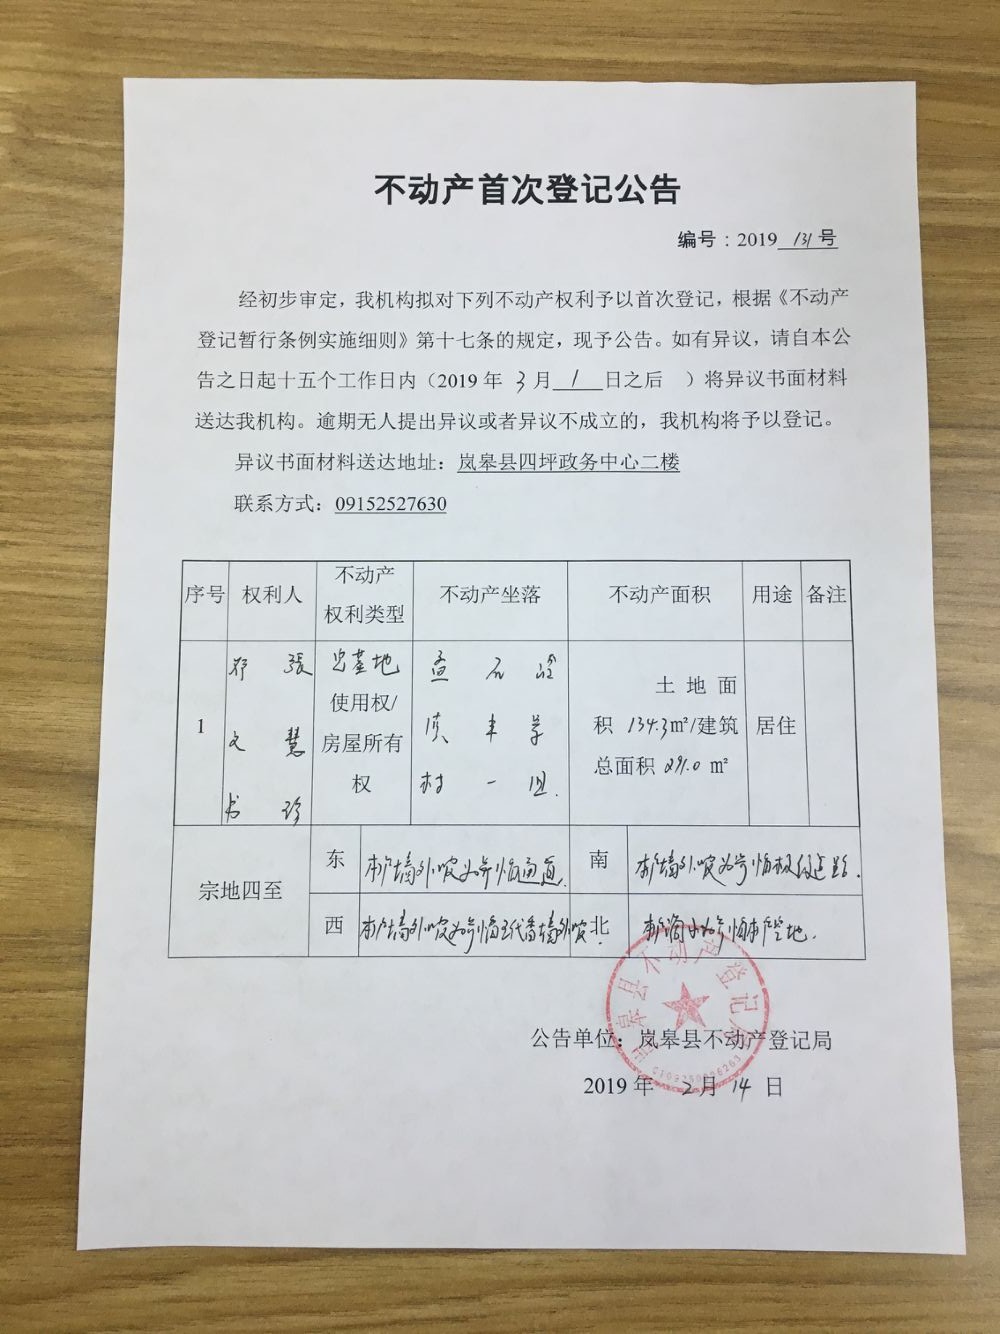 不动产首次登记公告
编号：2019 131 号
经初步审定，我机构拟对下列不动产权利予以首次登记，根据《不动产
登记暂行条例实施细则》第十七条的规定，现予公告。如有异议，请自本公
告之日起十五个工作日内（2019 年 3 月 1 日之后 ）将异议书面材料
送达我机构。逾期无人提出异议或者异议不成立的，我机构将予以登记。
异议书面材料送达地址：岚皋县四坪政务中心二楼
联系方式：09152527630
序号 权利人 不动产权利类型 不动产坐落 不动产面积 用途 备注
1 张慧珍 宅基地使用权/房屋所有权 村一组. 土地面积 134.3m²/建筑总面积 291.0 m² 居住
宗地四至
东
南
西
北
公告单位：岚皋县不动产登记局
2019 年 2 月 14 日